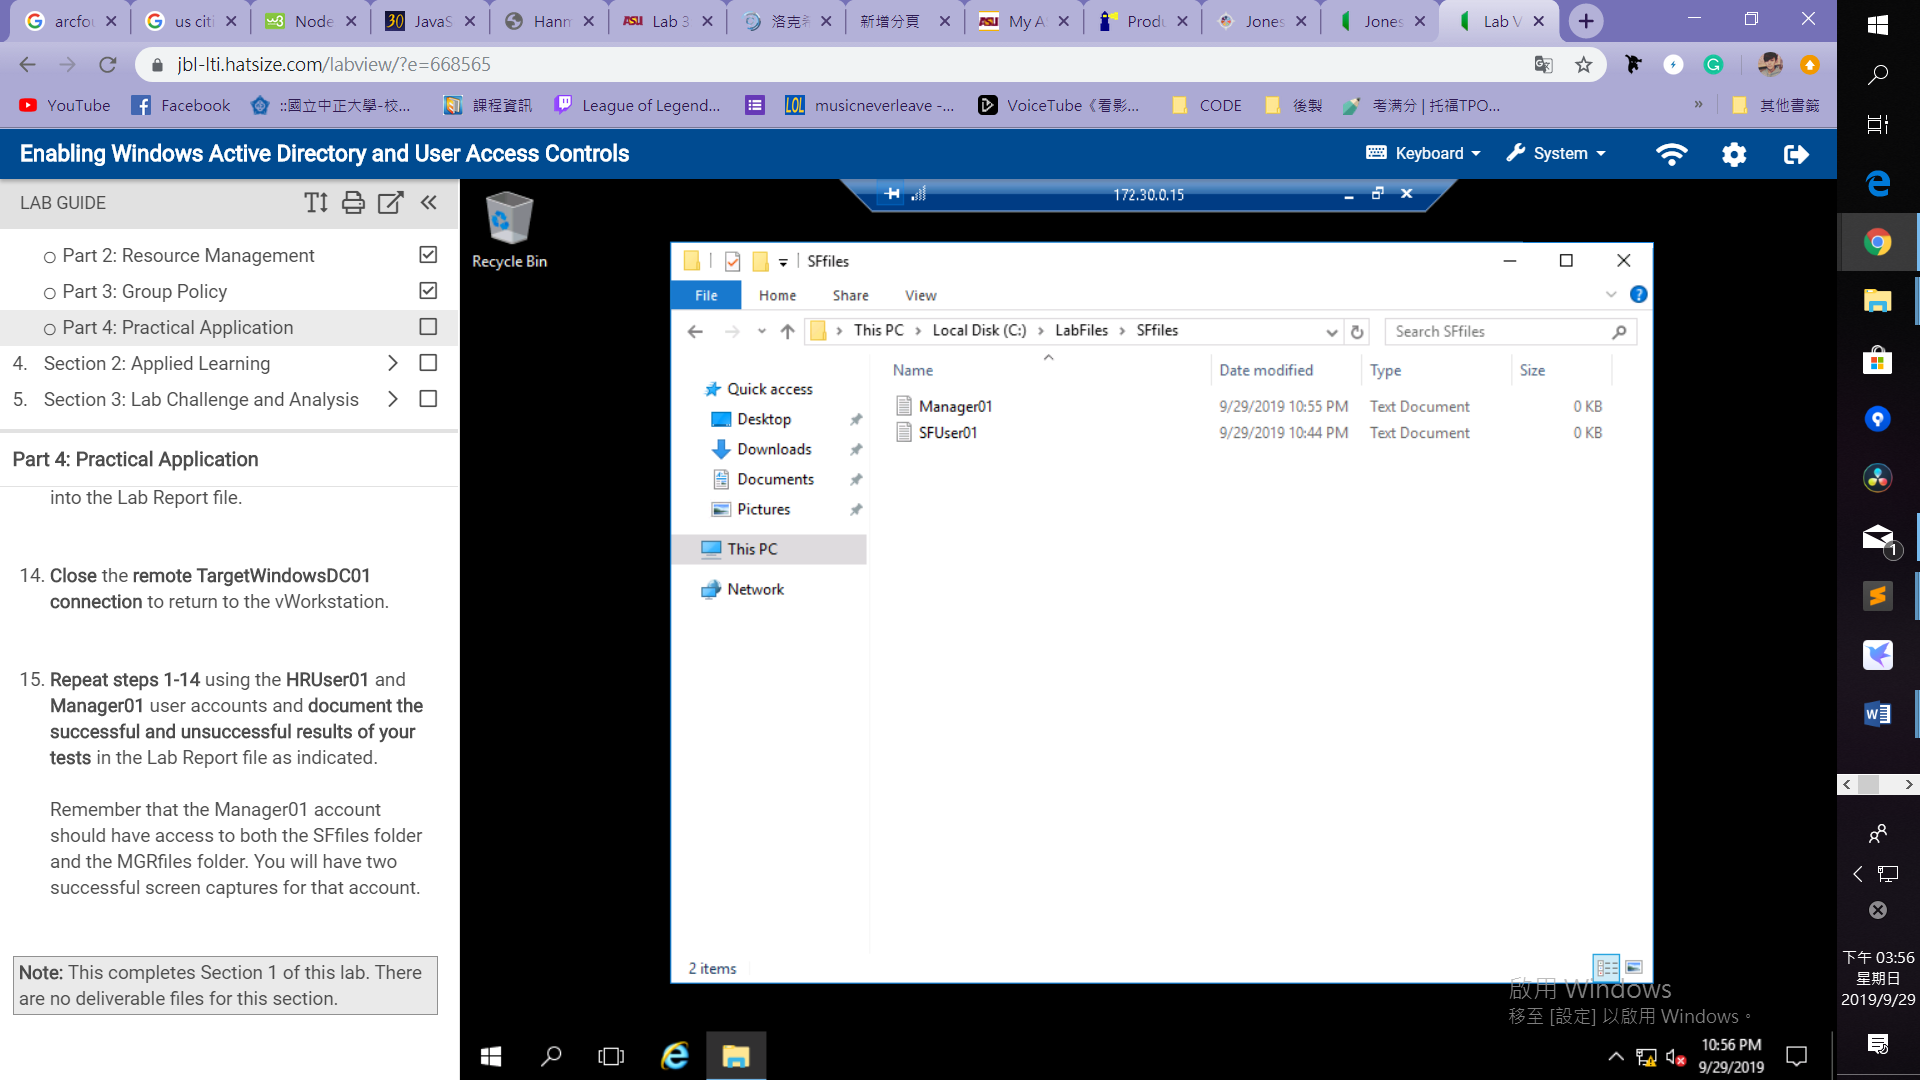 arcfou
us citi
Node
JavaS
Hanm
Lab 3
新增分頁
My A
Produ
Jones
Jones
Lab V
jbl-lti.hatsize.com/labview/?e=668565
YouTube
Facebook
::國立中正大學-校...
課程資訊
League of Legend...
musicneverleave -...
VoiceTube《看影...
CODE
後製
考满分 | 托福TPO...
»
其他書籤
Enabling Windows Active Directory and User Access Controls
Keyboard
System
LAB GUIDE
Part 2: Resource Management
Part 3: Group Policy
Part 4: Practical Application
4. Section 2: Applied Learning
5. Section 3: Lab Challenge and Analysis
Part 4: Practical Application
into the Lab Report file.
14. Close the remote TargetWindowsDC01
connection to return to the vWorkstation.
15. Repeat steps 1-14 using the HRUser01 and
Manager01 user accounts and document the
successful and unsuccessful results of your
tests in the Lab Report file as indicated.
Remember that the Manager01 account
should have access to both the SFfiles folder
and the MGRfiles folder. You will have two
successful screen captures for that account.
Note: This completes Section 1 of this lab. There
are no deliverable files for this section.
Recycle Bin
172.30.0.15
SFfiles
File
Home
Share
View
This PC
Local Disk (C:)
LabFiles
SFfiles
Search SFfiles
Name
Date modified
Type
Size
Quick access
Desktop
Downloads
Documents
Pictures
This PC
Network
Manager01
9/29/2019 10:55 PM
Text Document
0 KB
SFUser01
9/29/2019 10:44 PM
Text Document
0 KB
2 items
啟用 Windows
移至 [設定] 以啟用 Windows。
10:56 PM
9/29/2019
1
下午 03:56
星期日
2019/9/29